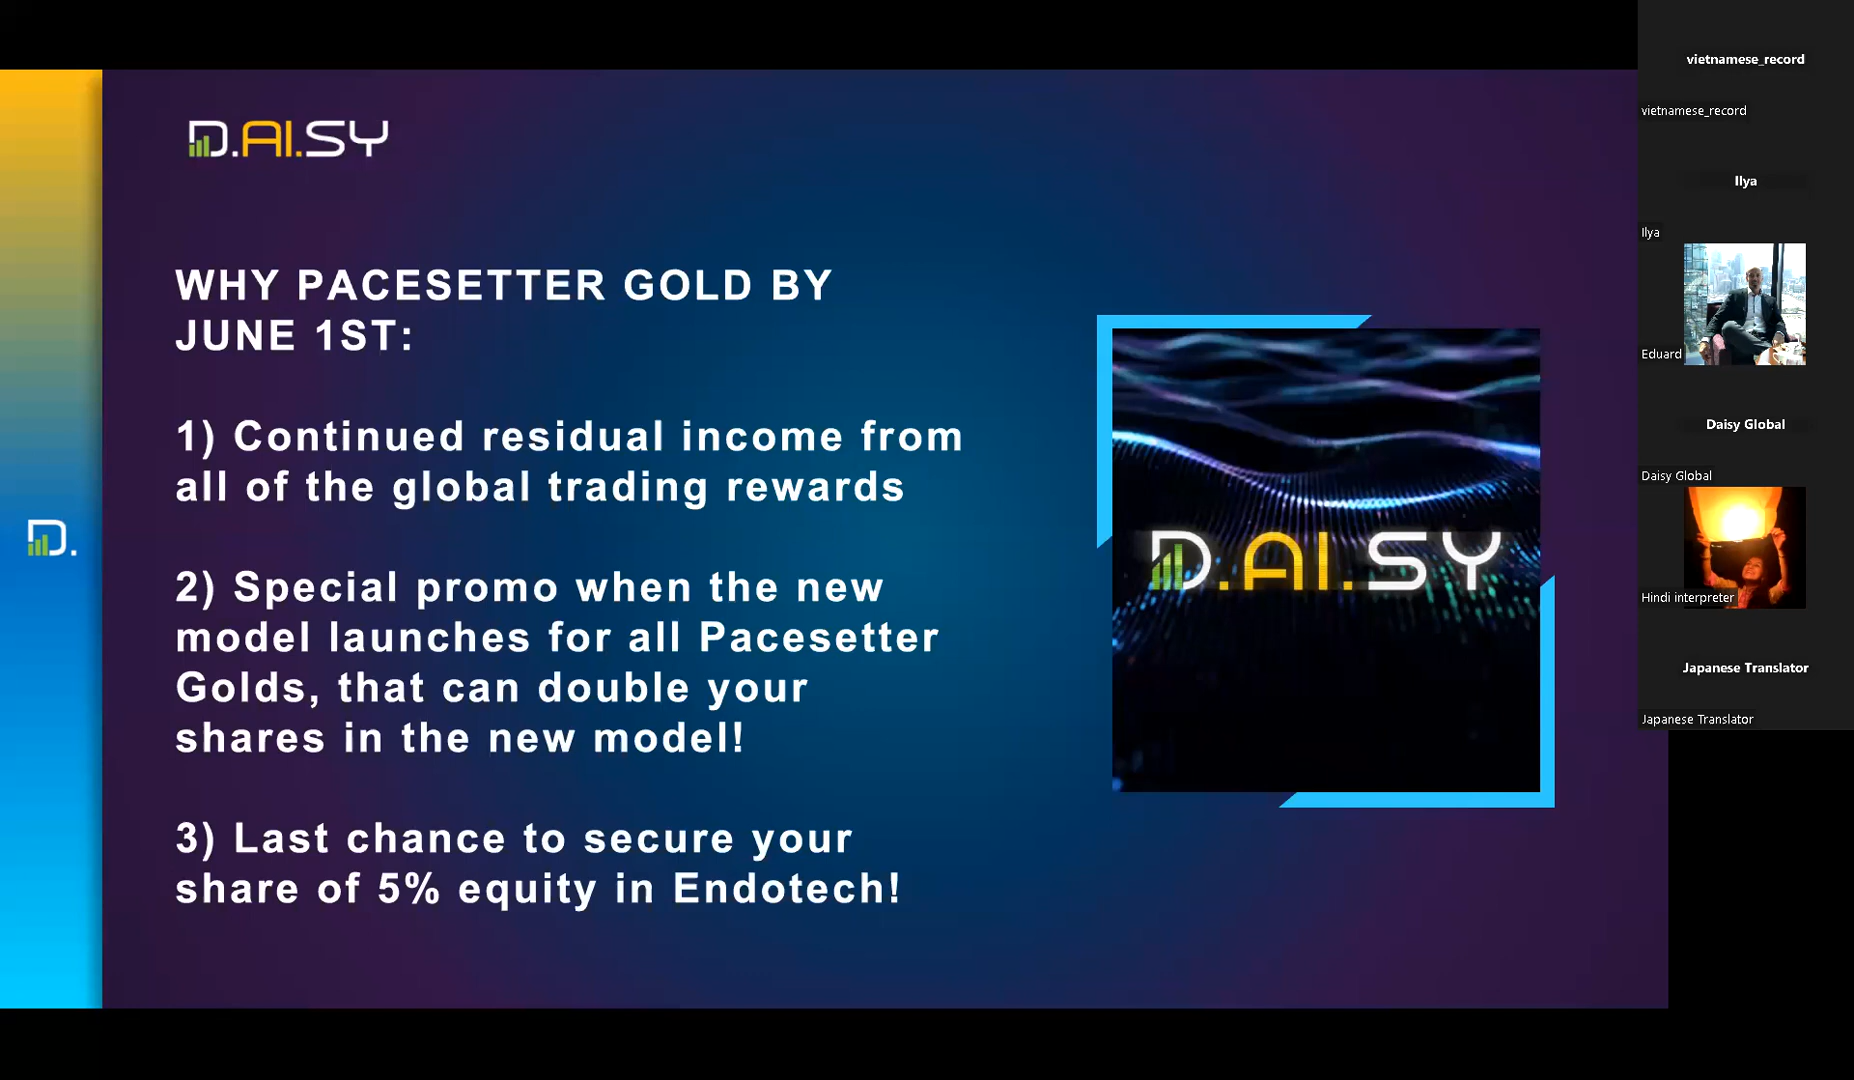 D.AI.SY
WHY PACESETTER GOLD BY
JUNE 1ST:
1) Continued residual income from
all of the global trading rewards
2) Special promo when the new
model launches for all Pacesetter
Golds, that can double your
shares in the new model!
3) Last chance to secure your
share of 5% equity in Endotech!
D.
D.AI.SY
vietnamese_record
vietnamese_record
Ilya
Ilya
Eduard
Daisy Global
Daisy Global
Hindi interpreter
Japanese Translator
Japanese Translator